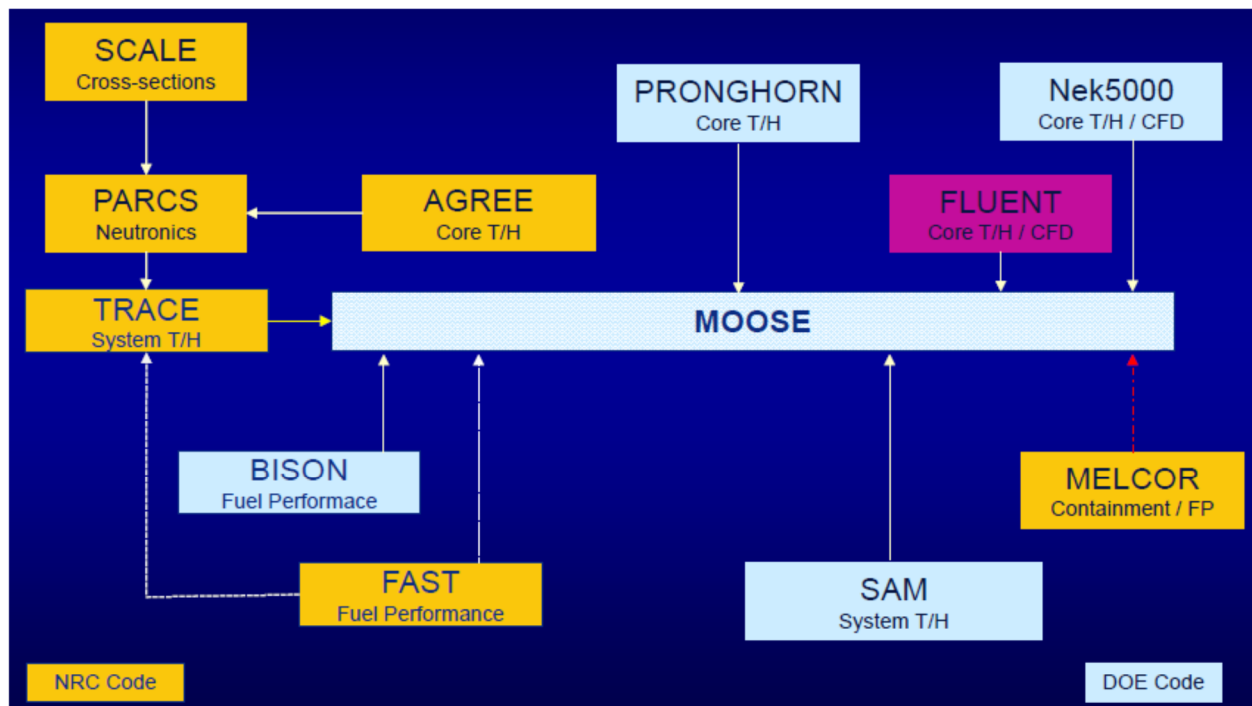 SCALE
Cross-sections
PRONGHORN
Core T/H
Nek5000
Core T/H / CFD
PARCS
Neutronics
AGREE
Core T/H
FLUENT
Core T/H / CFD
TRACE
System T/H
MOOSE
BISON
Fuel Performace
MELCOR
Containment / FP
FAST
Fuel Performance
SAM
System T/H
NRC Code
DOE Code